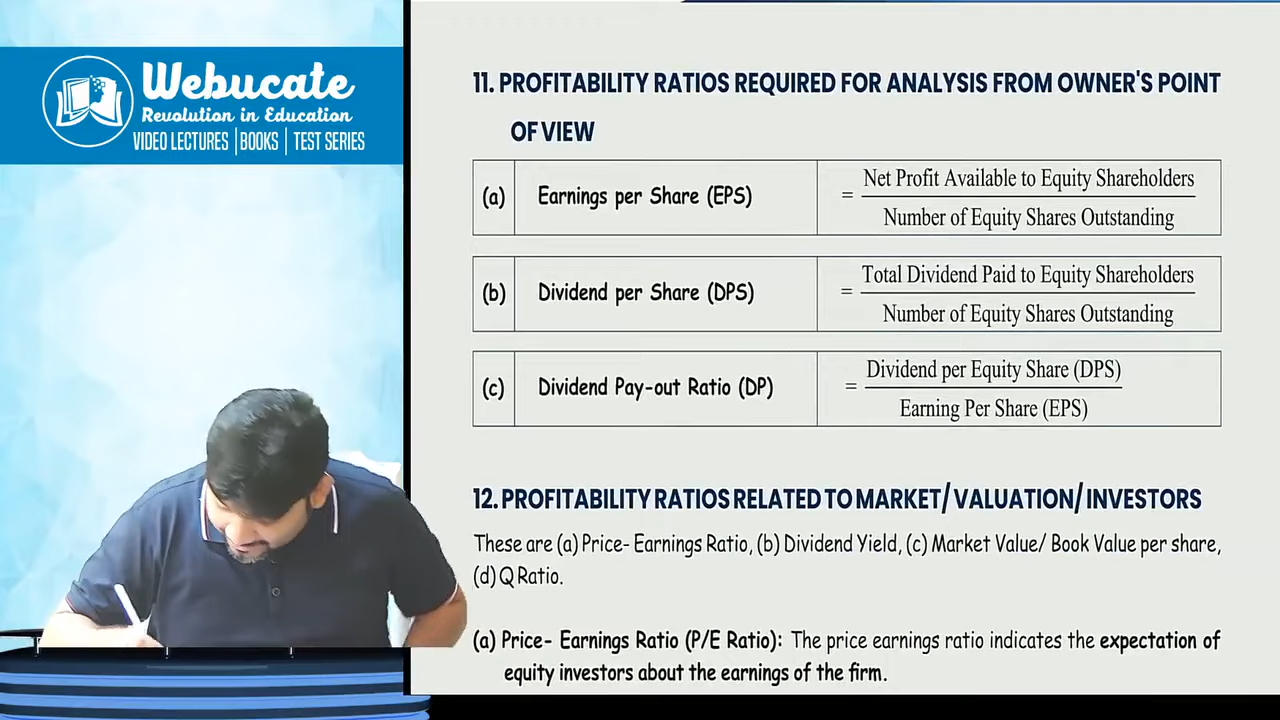 Webucate
Revolution in Education
VIDEO LECTURES | BOOKS | TEST SERIES
11. PROFITABILITY RATIOS REQUIRED FOR ANALYSIS FROM OWNER'S POINT
OF VIEW
(a) Earnings per Share (EPS) = Net Profit Available to Equity Shareholders
Number of Equity Shares Outstanding
(b) Dividend per Share (DPS) = Total Dividend Paid to Equity Shareholders
Number of Equity Shares Outstanding
(c) Dividend Pay-out Ratio (DP) = Dividend per Equity Share (DPS)
Earning Per Share (EPS)
12. PROFITABILITY RATIOS RELATED TO MARKET/ VALUATION/ INVESTORS
These are (a) Price- Earnings Ratio, (b) Dividend Yield, (c) Market Value/ Book Value per share,
(d) Q Ratio.
(a) Price- Earnings Ratio (P/E Ratio): The price earnings ratio indicates the expectation of
equity investors about the earnings of the firm.